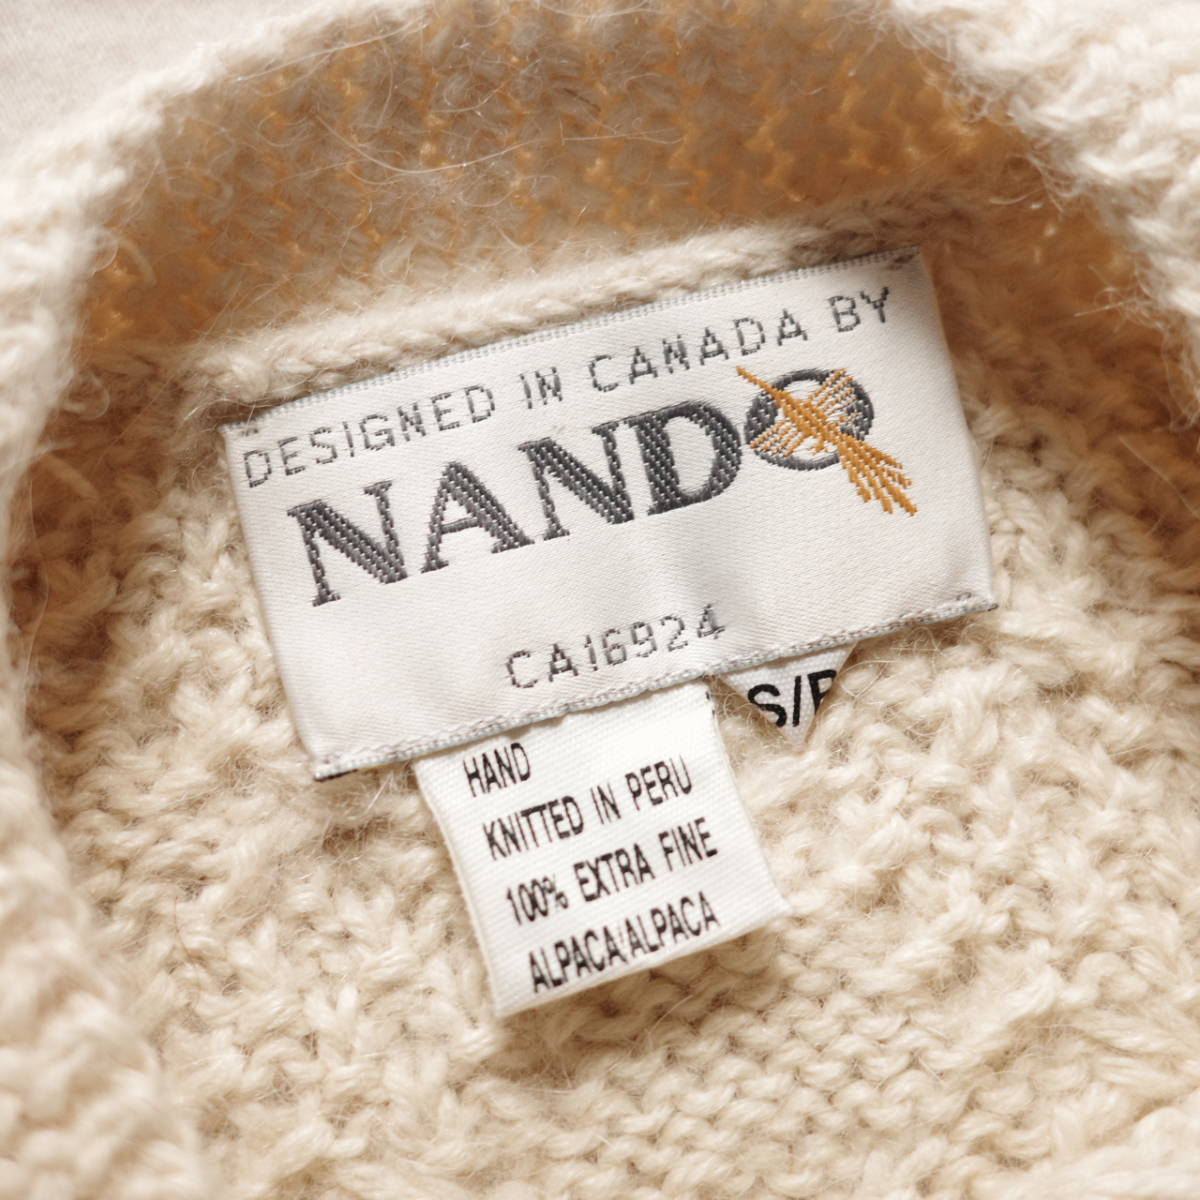 DESIGNED IN CANADA BY
NANDO
CA16924
S/P
HAND
KNITTED IN PERU
100% EXTRA FINE
ALPACA/ALPACA